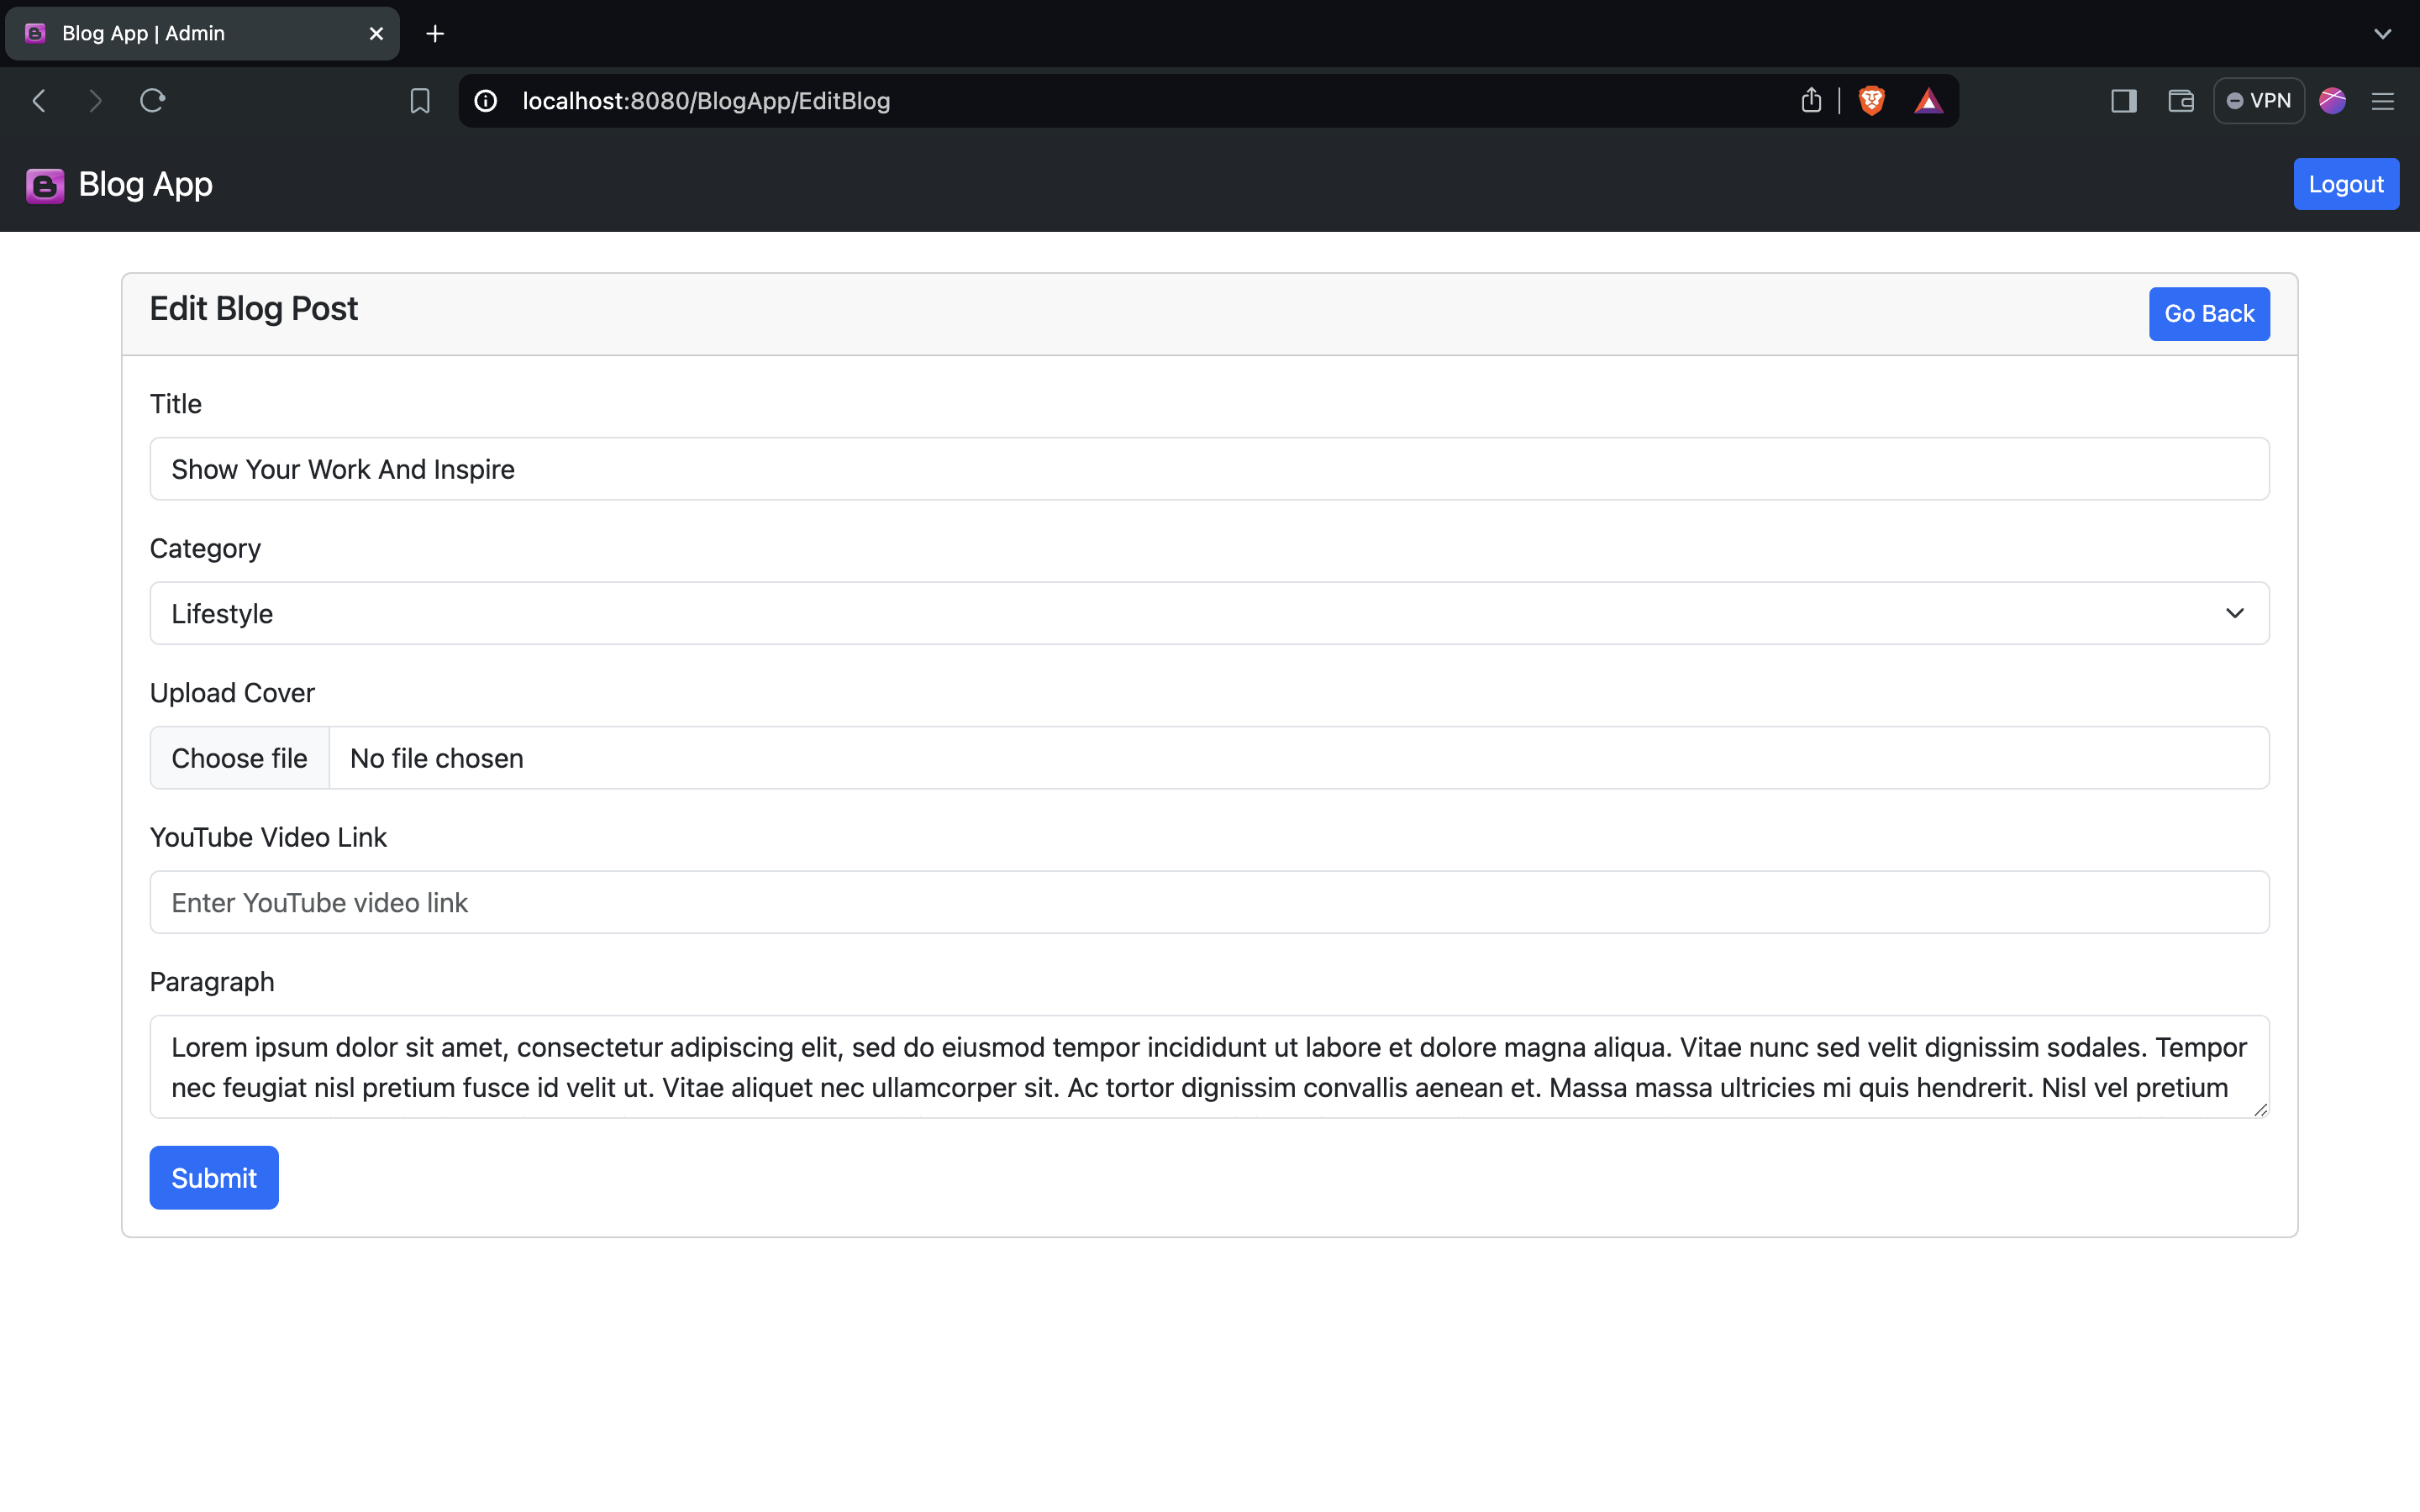 Blog App | Admin
localhost:8080/BlogApp/EditBlog
VPN
Blog App
Logout
Edit Blog Post
Go Back
Title
Show Your Work And Inspire
Category
Lifestyle
Upload Cover
Choose file No file chosen
YouTube Video Link
Enter YouTube video link
Paragraph
Lorem ipsum dolor sit amet, consectetur adipiscing elit, sed do eiusmod tempor incididunt ut labore et dolore magna aliqua. Vitae nunc sed velit dignissim sodales. Tempor
nec feugiat nisl pretium fusce id velit ut. Vitae aliquet nec ullamcorper sit. Ac tortor dignissim convallis aenean et. Massa massa ultricies mi quis hendrerit. Nisl vel pretium
Submit